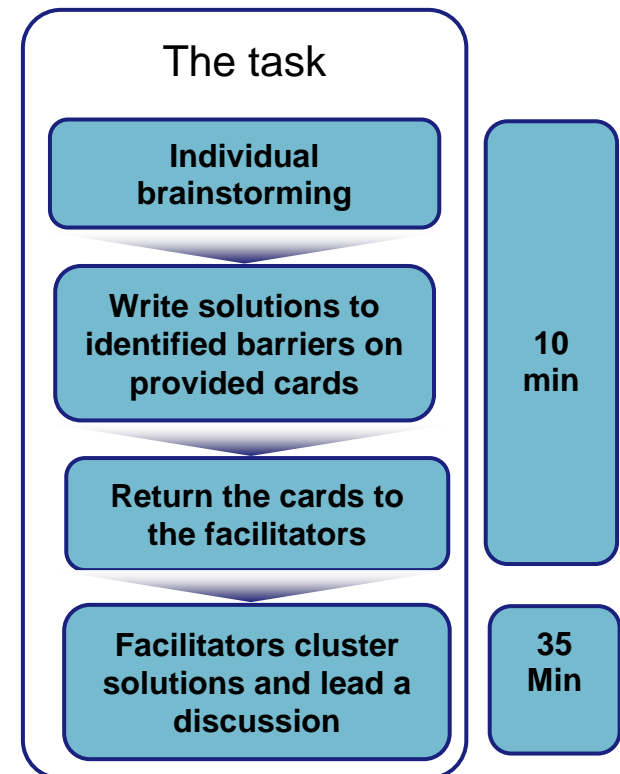 The task
Individual
brainstorming
Write solutions to
identified barriers on
provided cards
10
min
Return the cards to
the facilitators
Facilitators cluster
solutions and lead a
discussion
35
Min